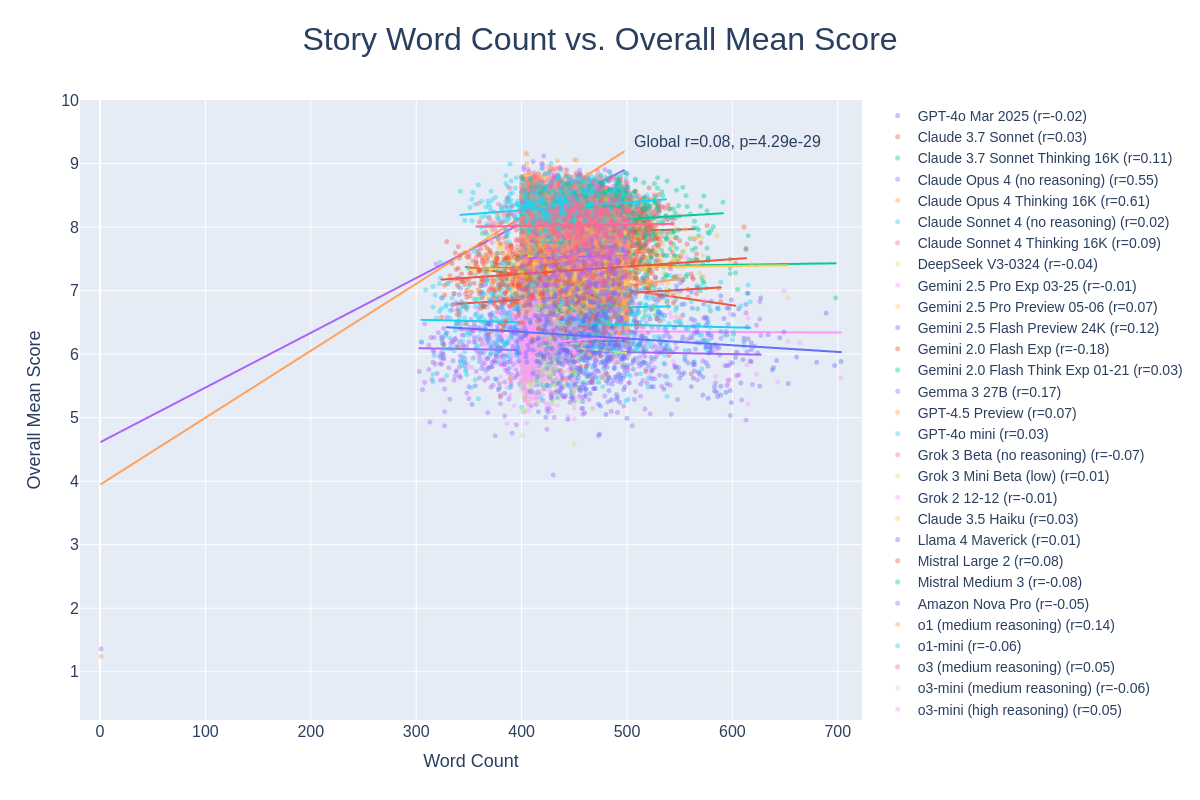 Story Word Count vs. Overall Mean Score
Overall Mean Score
10
9
8
7
6
5
4
3
2
1
Global r=0.08, p=4.29e-29
0
100
200
300
400
500
600
700
Word Count
GPT-4o Mar 2025 (r=-0.02)
Claude 3.7 Sonnet (r=0.03)
Claude 3.7 Sonnet Thinking 16K (r=0.11)
Claude Opus 4 (no reasoning) (r=0.55)
Claude Opus 4 Thinking 16K (r=0.61)
Claude Sonnet 4 (no reasoning) (r=0.02)
Claude Sonnet 4 Thinking 16K (r=0.09)
DeepSeek V3-0324 (r=-0.04)
Gemini 2.5 Pro Exp 03-25 (r=-0.01)
Gemini 2.5 Pro Preview 05-06 (r=0.07)
Gemini 2.5 Flash Preview 24K (r=0.12)
Gemini 2.0 Flash Exp (r=-0.18)
Gemini 2.0 Flash Think Exp 01-21 (r=0.03)
Gemma 3 27B (r=0.17)
GPT-4.5 Preview (r=0.07)
GPT-4o mini (r=0.03)
Grok 3 Beta (no reasoning) (r=-0.07)
Grok 3 Mini Beta (low) (r=0.01)
Grok 2 12-12 (r=-0.01)
Claude 3.5 Haiku (r=0.03)
Llama 4 Maverick (r=0.01)
Mistral Large 2 (r=0.08)
Mistral Medium 3 (r=-0.08)
Amazon Nova Pro (r=-0.05)
o1 (medium reasoning) (r=0.14)
o1-mini (r=-0.06)
o3 (medium reasoning) (r=0.05)
o3-mini (medium reasoning) (r=-0.06)
o3-mini (high reasoning) (r=0.05)